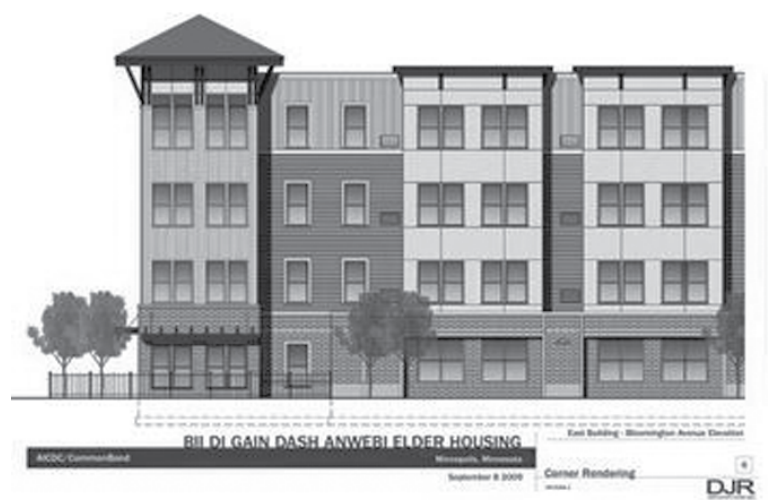 BII DI GAIN DASH ANWEBI ELDER HOUSING
AICDC/CommonBond
Minneapolis, Minnesota
September 8 2009
East Building - Bloomington Avenue Elevation
Corner Rendering
DJR